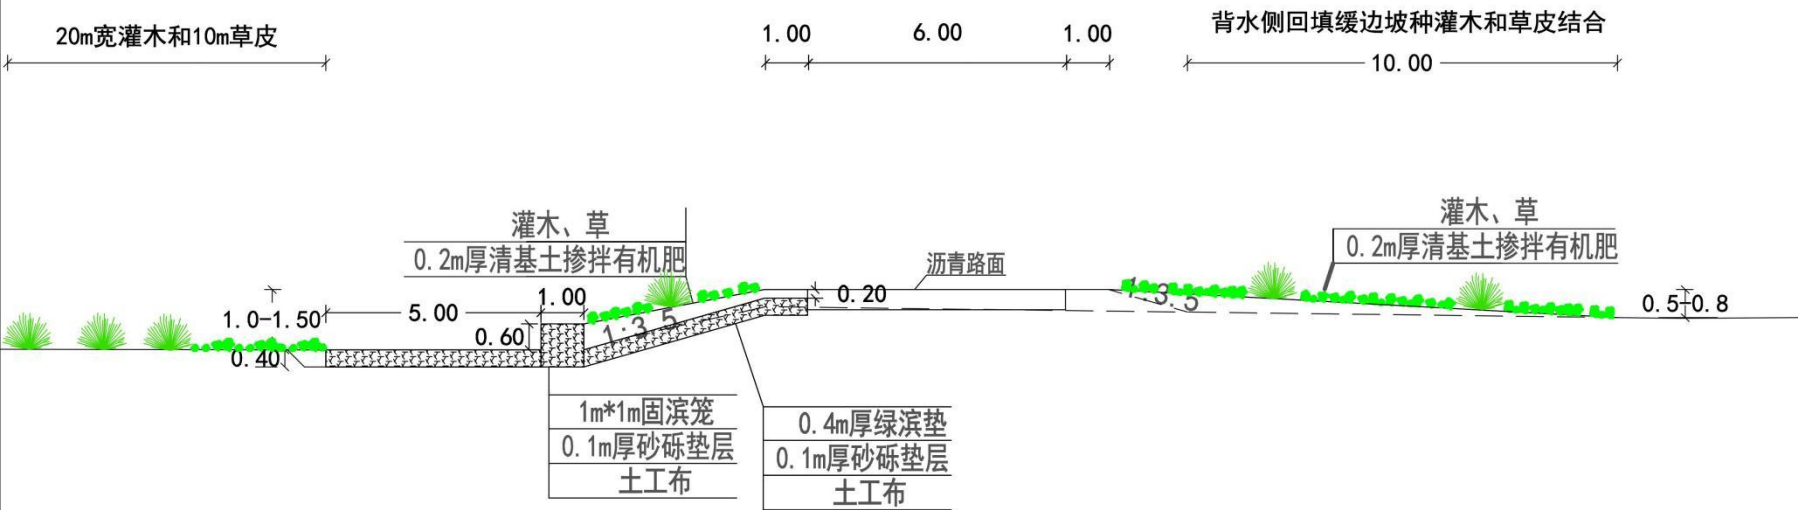 20m宽灌木和10m草皮
1.00
6.00
1.00
背水侧回填缓边坡种灌木和草皮结合
10.00
灌木、草
0.2m厚清基土掺拌有机肥
沥青路面
灌木、草
0.2m厚清基土掺拌有机肥
1.0-1.50
5.00
1.00
0.60
1:3.5
0.20
1:3.5
0.5-0.8
0.40
1m*1m固滨笼
0.1m厚砂砾垫层
土工布
0.4m厚绿滨垫
0.1m厚砂砾垫层
土工布